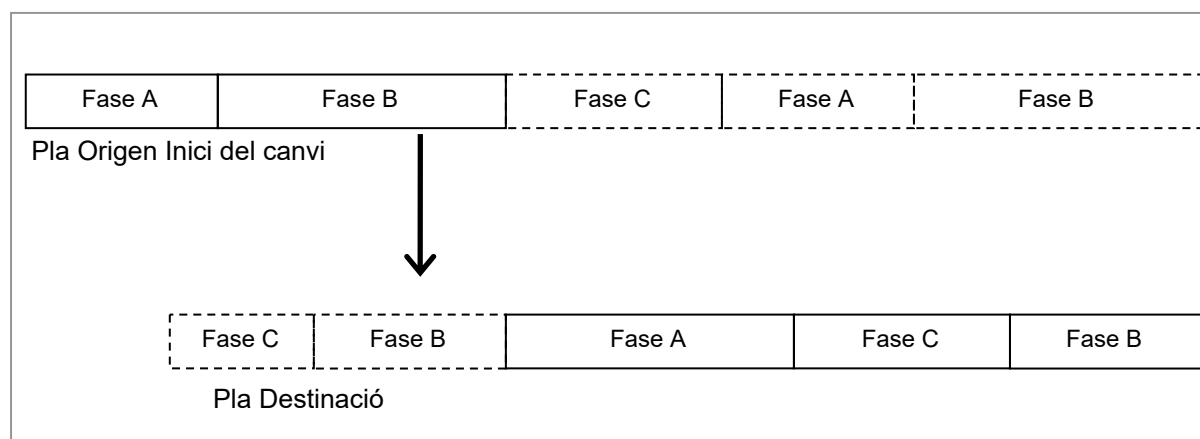 Fase A Fase B Fase C Fase A Fase B
Pla Origen Inici del canvi
Fase C Fase B Fase A Fase C Fase B
Pla Destinació